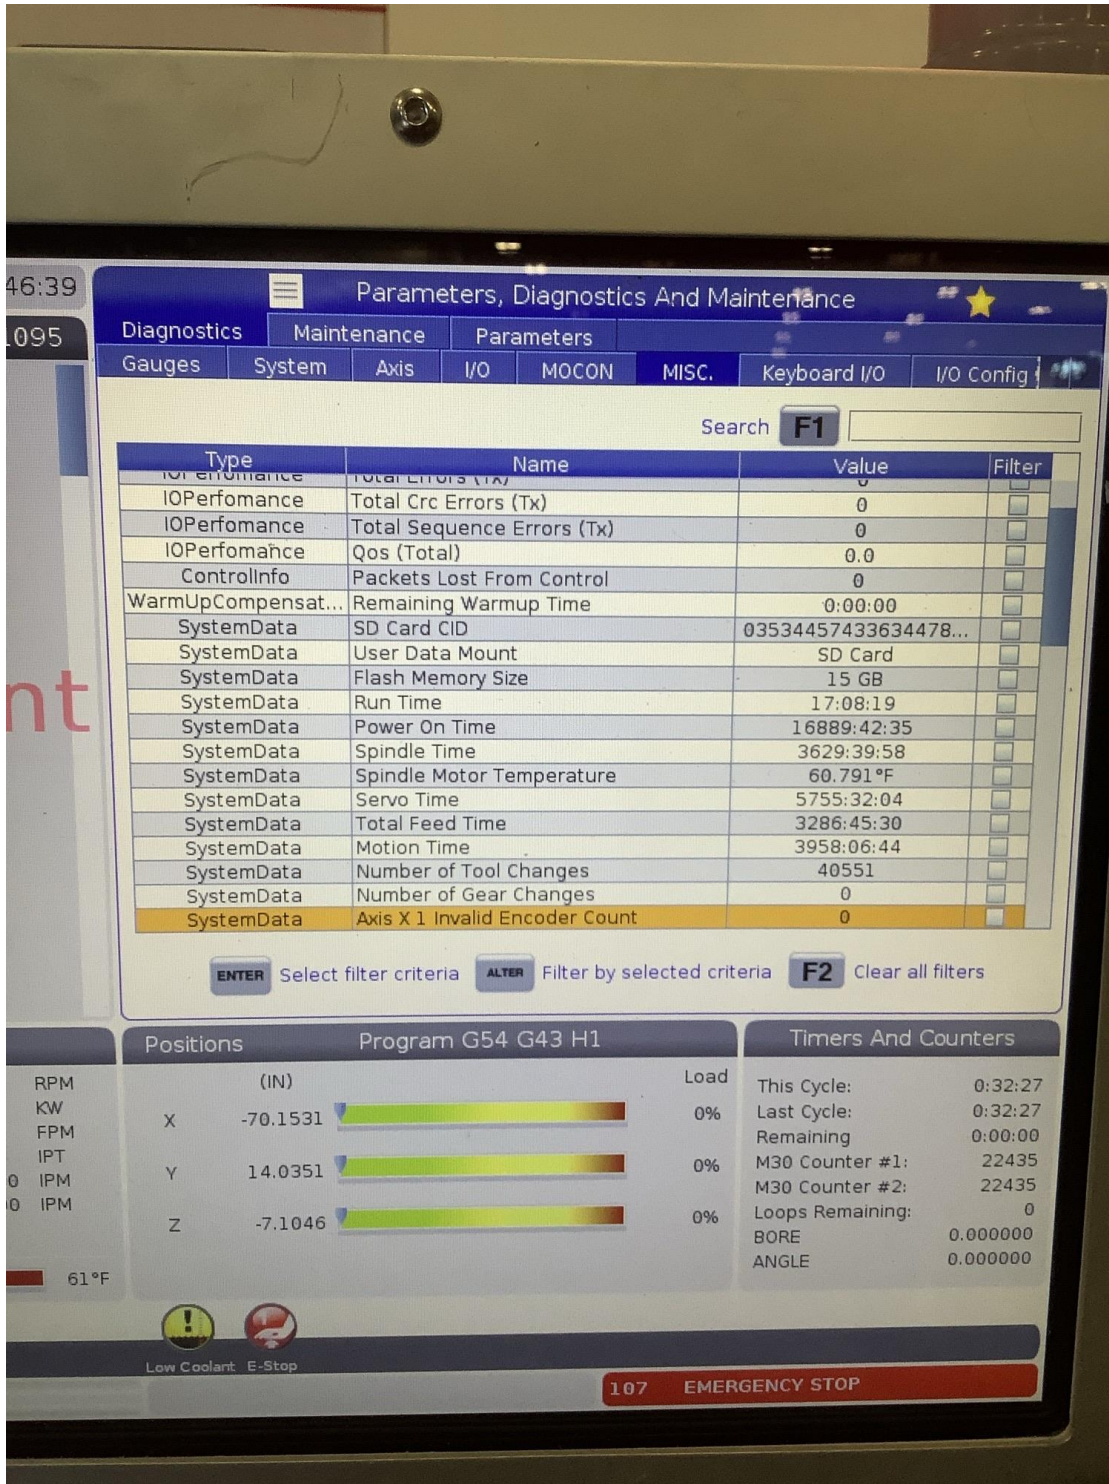 46:39
Parameters, Diagnostics And Maintenance
1095
Diagnostics Maintenance Parameters
Gauges System Axis I/O MOCON MISC. Keyboard I/O I/O Config
Search F1
Type Name Value Filter
IOPerfomance Total Errors (Tx) 0
IOPerfomance Total Crc Errors (Tx) 0
IOPerfomance Total Sequence Errors (Tx) 0
IOPerfomance Qos (Total) 0.0
ControlInfo Packets Lost From Control 0
WarmUpCompensat... Remaining Warmup Time 0:00:00
SystemData SD Card CID 03534457433634478...
SystemData User Data Mount SD Card
SystemData Flash Memory Size 15 GB
nt
SystemData Run Time 17:08:19
SystemData Power On Time 16889:42:35
SystemData Spindle Time 3629:39:58
SystemData Spindle Motor Temperature 60.791°F
SystemData Servo Time 5755:32:04
SystemData Total Feed Time 3286:45:30
SystemData Motion Time 3958:06:44
SystemData Number of Tool Changes 40551
SystemData Number of Gear Changes 0
SystemData Axis X 1 Invalid Encoder Count 0
ENTER Select filter criteria ALTER Filter by selected criteria F2 Clear all filters
RPM
KW
FPM
IPT
0 IPM
0 IPM
61°F
Positions Program G54 G43 H1
(IN) Load
X -70.1531 0%
Y 14.0351 0%
Z -7.1046 0%
Timers And Counters
This Cycle: 0:32:27
Last Cycle: 0:32:27
Remaining 0:00:00
M30 Counter #1: 22435
M30 Counter #2: 22435
Loops Remaining: 0
BORE 0.000000
ANGLE 0.000000
Low Coolant E-Stop
107 EMERGENCY STOP